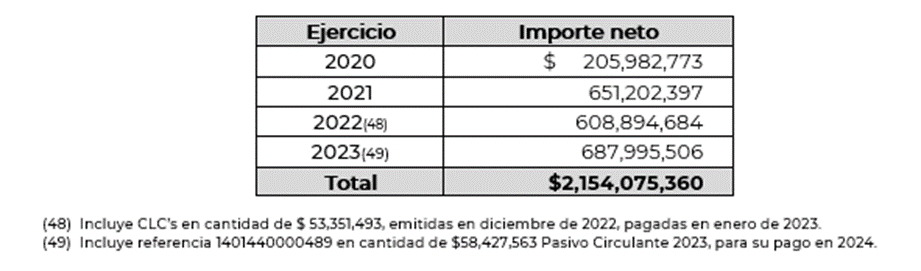 Ejercicio Importe neto
2020 $ 205,982,773
2021 651,202,397
2022(48) 608,894,684
2023(49) 687,995,506
Total $2,154,075,360
(48) Incluye CLC's en cantidad de $ 53,351,493, emitidas en diciembre de 2022, pagadas en enero de 2023.
(49) Incluye referencia 1401440000489 en cantidad de $58,427,563 Pasivo Circulante 2023, para su pago en 2024.